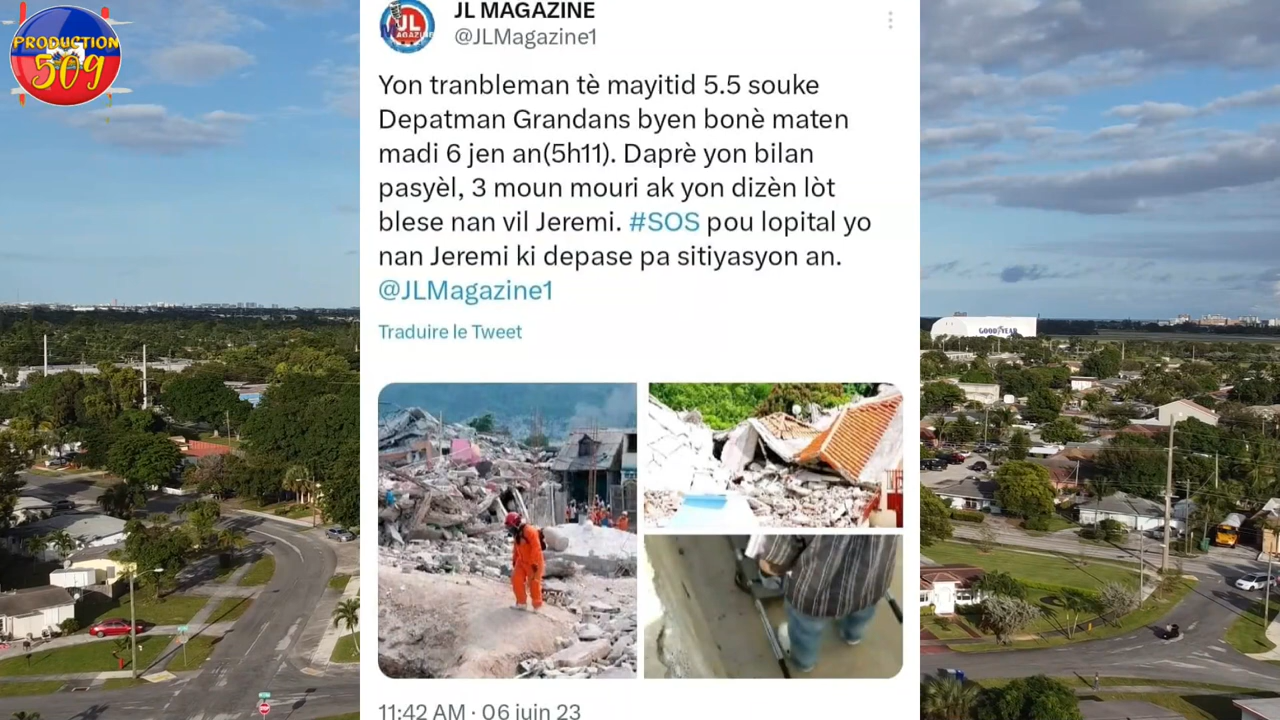 PRODUCTION
509
JL
MAGAZINE
JL MAGAZINE
@JLMagazine1
Yon tranbleman tè mayitid 5.5 souke
Depatman Grandans byen bonè maten
madi 6 jen an(5h11). Daprè yon bilan
pasyèl, 3 moun mouri ak yon dizèn lòt
blese nan vil Jeremi. #SOS pou lopital yo
nan Jeremi ki depase pa sitiyasyon an.
@JLMagazine1
Traduire le Tweet
GOODYEAR
11:42 AM · 06 juin 23